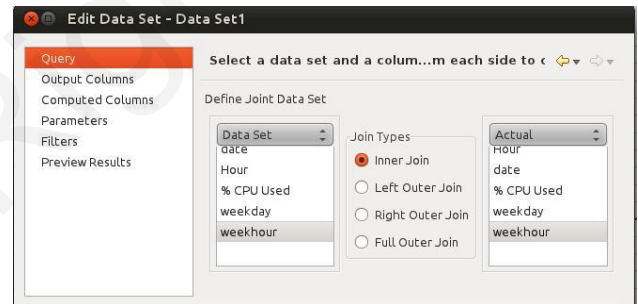 Edit Data Set - Data Set1
Query
Output Columns
Computed Columns
Parameters
Filters
Preview Results
Select a data set and a colum...m each side to c
Define Joint Data Set
Data Set
date
Hour
% CPU Used
weekday
weekhour
Join Types
Inner Join
Left Outer Join
Right Outer Join
Full Outer Join
Actual
Hour
date
% CPU Used
weekday
weekhour